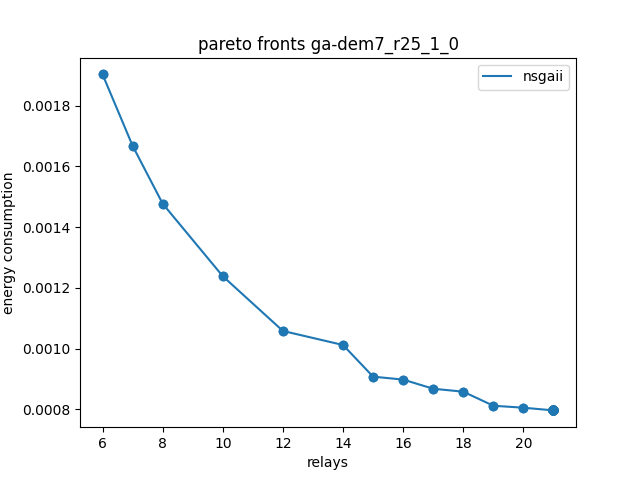 pareto fronts ga-dem7_r25_1_0
nsgaii
0.0018
0.0016
0.0014
0.0012
0.0010
0.0008
energy consumption
6 8 10 12 14 16 18 20
relays